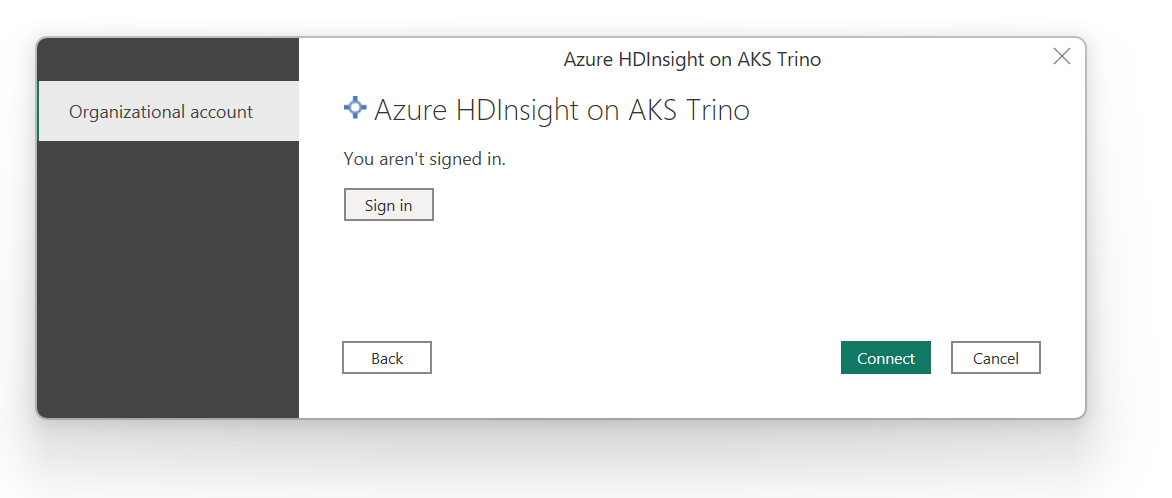 Azure HDInsight on AKS Trino
Organizational account
Azure HDInsight on AKS Trino
You aren't signed in.
Sign in
Back
Connect
Cancel